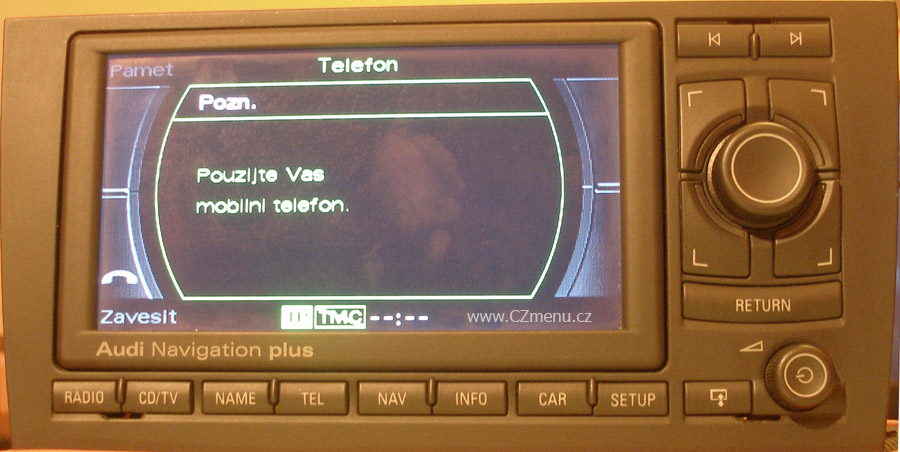 Pamet
Telefon
Pozn.
Pouzijte Vas
mobilni telefon.
Zavesit
TMC --:--
www.CZmenu.cz
Audi Navigation plus
RETURN
RADIO CD/TV NAME TEL NAV INFO CAR SETUP